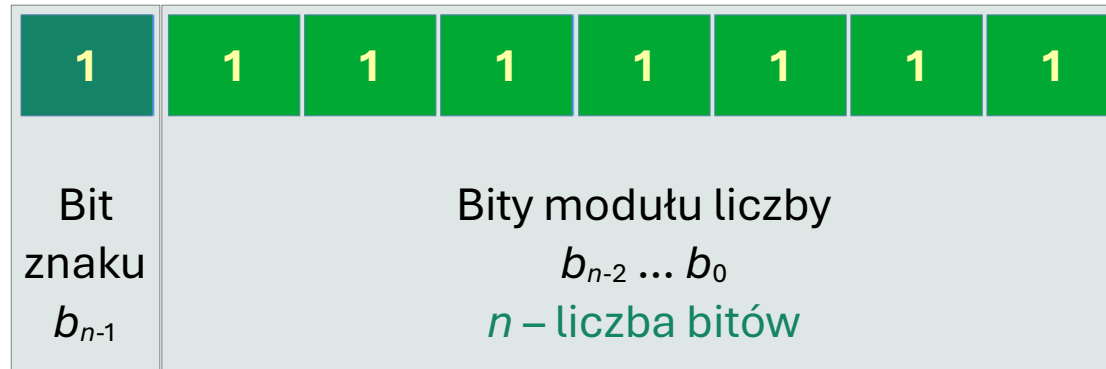 1 1 1 1 1 1 1 1
Bit
znaku
bn-1
Bity modułu liczby
bn-2 ... b0
n – liczba bitów